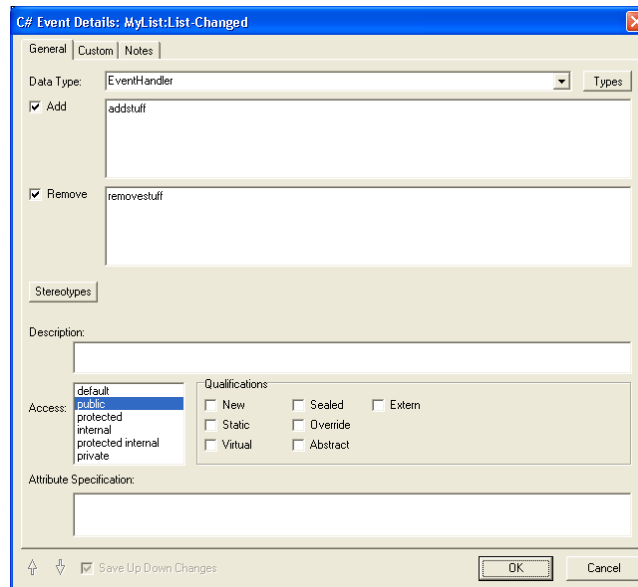 C# Event Details: MyList:List-Changed
General Custom Notes
Data Type: EventHandler Types
Add addstuff
Remove removestuff
Stereotypes
Description:
Access:
default
public
protected
internal
protected internal
private
Qualifications
New Sealed Extern
Static Override
Virtual Abstract
Attribute Specification:
Save Up Down Changes OK Cancel